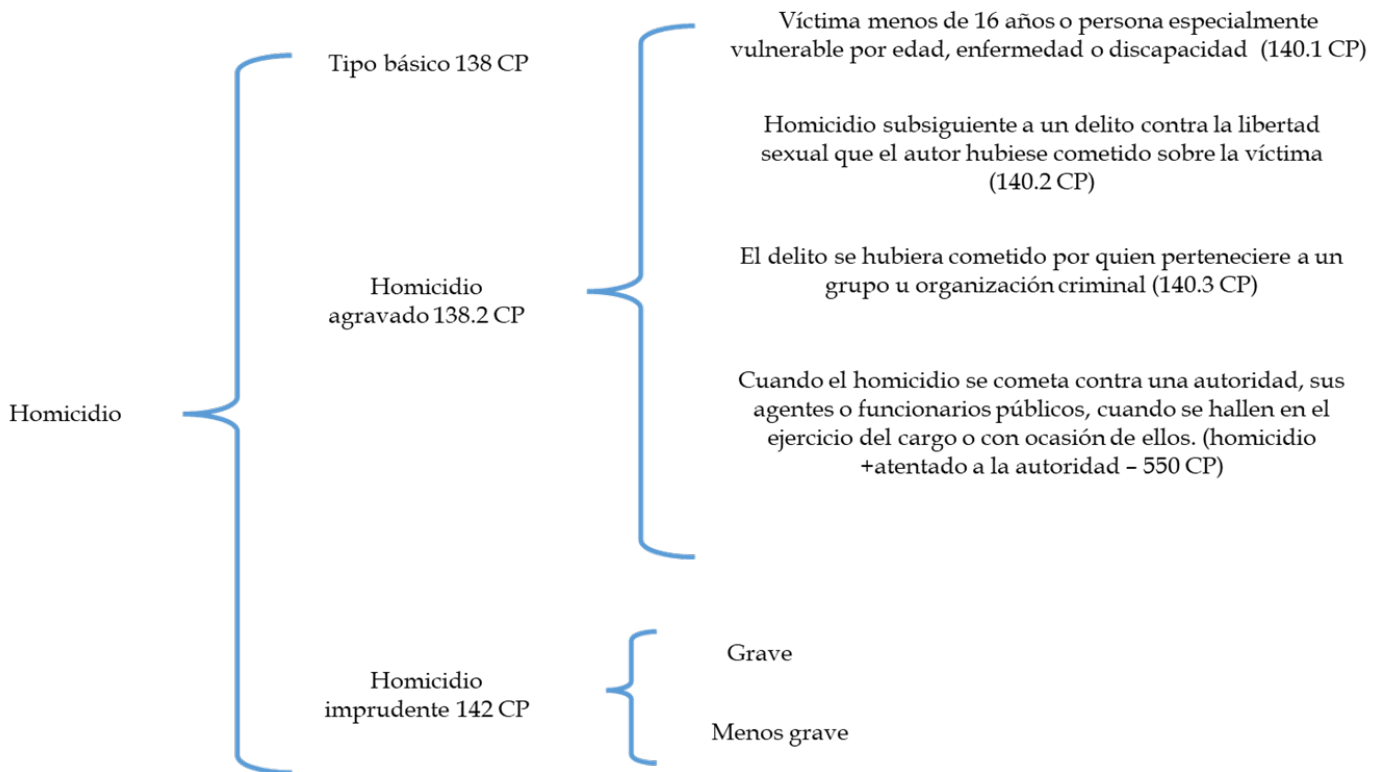 Homicidio
Tipo básico 138 CP
Homicidio
agravado 138.2 CP
Víctima menos de 16 años o persona especialmente
vulnerable por edad, enfermedad o discapacidad (140.1 CP)
Homicidio subsiguiente a un delito contra la libertad
sexual que el autor hubiese cometido sobre la víctima
(140.2 CP)
El delito se hubiera cometido por quien perteneciere a un
grupo u organización criminal (140.3 CP)
Cuando el homicidio se cometa contra una autoridad, sus
agentes o funcionarios públicos, cuando se hallen en el
ejercicio del cargo o con ocasión de ellos. (homicidio
+atentado a la autoridad – 550 CP)
Homicidio
imprudente 142 CP
Grave
Menos grave